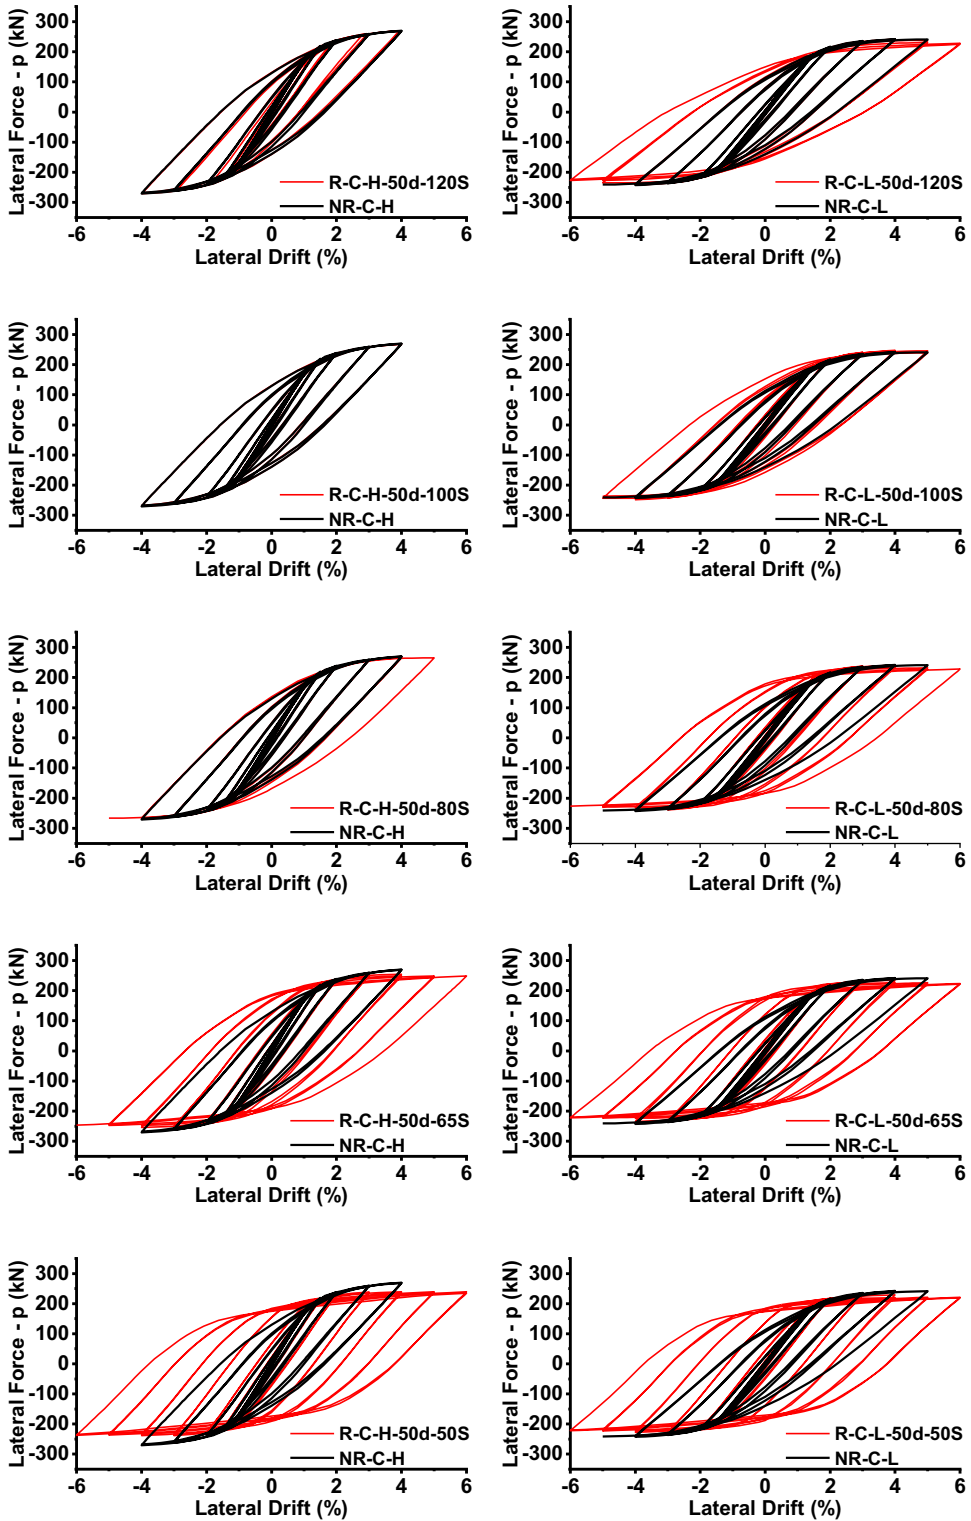 Lateral Force - p (kN)
300
200
100
0
-100
-200
-300
R-C-H-50d-120S
NR-C-H
-6 -4 -2 0 2 4 6
Lateral Drift (%)
Lateral Force - p (kN)
300
200
100
0
-100
-200
-300
R-C-L-50d-120S
NR-C-L
-6 -4 -2 0 2 4 6
Lateral Drift (%)
Lateral Force - p (kN)
300
200
100
0
-100
-200
-300
R-C-H-50d-100S
NR-C-H
-6 -4 -2 0 2 4 6
Lateral Drift (%)
Lateral Force - p (kN)
300
200
100
0
-100
-200
-300
R-C-L-50d-100S
NR-C-L
-6 -4 -2 0 2 4 6
Lateral Drift (%)
Lateral Force - p (kN)
300
200
100
0
-100
-200
-300
R-C-H-50d-80S
NR-C-H
-6 -4 -2 0 2 4 6
Lateral Drift (%)
Lateral Force - p (kN)
300
200
100
0
-100
-200
-300
R-C-L-50d-80S
NR-C-L
-6 -4 -2 0 2 4 6
Lateral Drift (%)
Lateral Force - p (kN)
300
200
100
0
-100
-200
-300
R-C-H-50d-65S
NR-C-H
-6 -4 -2 0 2 4 6
Lateral Drift (%)
Lateral Force - p (kN)
300
200
100
0
-100
-200
-300
R-C-L-50d-65S
NR-C-L
-6 -4 -2 0 2 4 6
Lateral Drift (%)
Lateral Force - p (kN)
300
200
100
0
-100
-200
-300
R-C-H-50d-50S
NR-C-H
-6 -4 -2 0 2 4 6
Lateral Drift (%)
Lateral Force - p (kN)
300
200
100
0
-100
-200
-300
R-C-L-50d-50S
NR-C-L
-6 -4 -2 0 2 4 6
Lateral Drift (%)